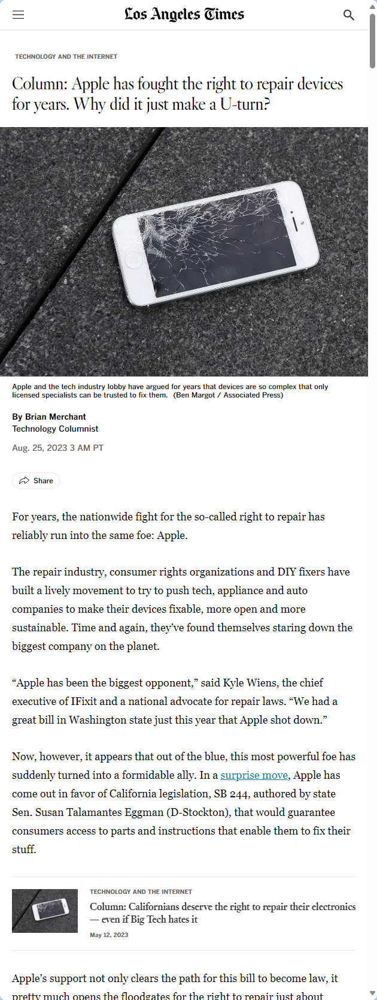 Los Angeles Times
TECHNOLOGY AND THE INTERNET
Column: Apple has fought the right to repair devices
for years. Why did it just make a U-turn?
Apple and the tech industry lobby have argued for years that devices are so complex that only
licensed specialists can be trusted to fix them.  (Ben Margot / Associated Press)
By Brian Merchant
Technology Columnist
Aug. 25, 2023 3 AM PT
Share
For years, the nationwide fight for the so-called right to repair has
reliably run into the same foe: Apple.
The repair industry, consumer rights organizations and DIY fixers have
built a lively movement to try to push tech, appliance and auto
companies to make their devices fixable, more open and more
sustainable. Time and again, they’ve found themselves staring down the
biggest company on the planet.
“Apple has been the biggest opponent,” said Kyle Wiens, the chief
executive of IFixit and a national advocate for repair laws. “We had a
great bill in Washington state just this year that Apple shot down.”
Now, however, it appears that out of the blue, this most powerful foe has
suddenly turned into a formidable ally. In a surprise move, Apple has
come out in favor of California legislation, SB 244, authored by state
Sen. Susan Talamantes Eggman (D-Stockton), that would guarantee
consumers access to parts and instructions that enable them to fix their
stuff.
TECHNOLOGY AND THE INTERNET
Column: Californians deserve the right to repair their electronics
— even if Big Tech hates it
May 12, 2023
Apple’s support not only clears the path for this bill to become law, it
pretty much opens the floodgates for the right to repair just about